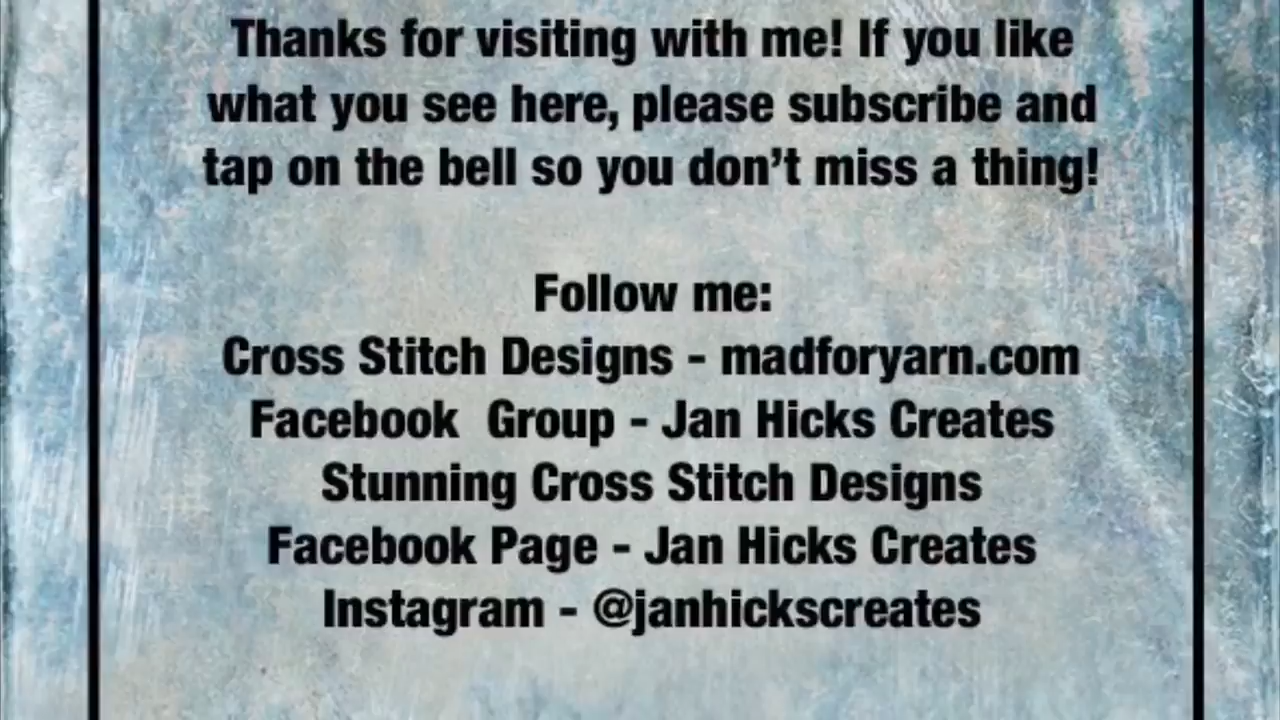 Thanks for visiting with me! If you like
what you see here, please subscribe and
tap on the bell so you don’t miss a thing!
Follow me:
Cross Stitch Designs - madforyarn.com
Facebook  Group - Jan Hicks Creates
Stunning Cross Stitch Designs
Facebook Page - Jan Hicks Creates
Instagram - @janhickscreates